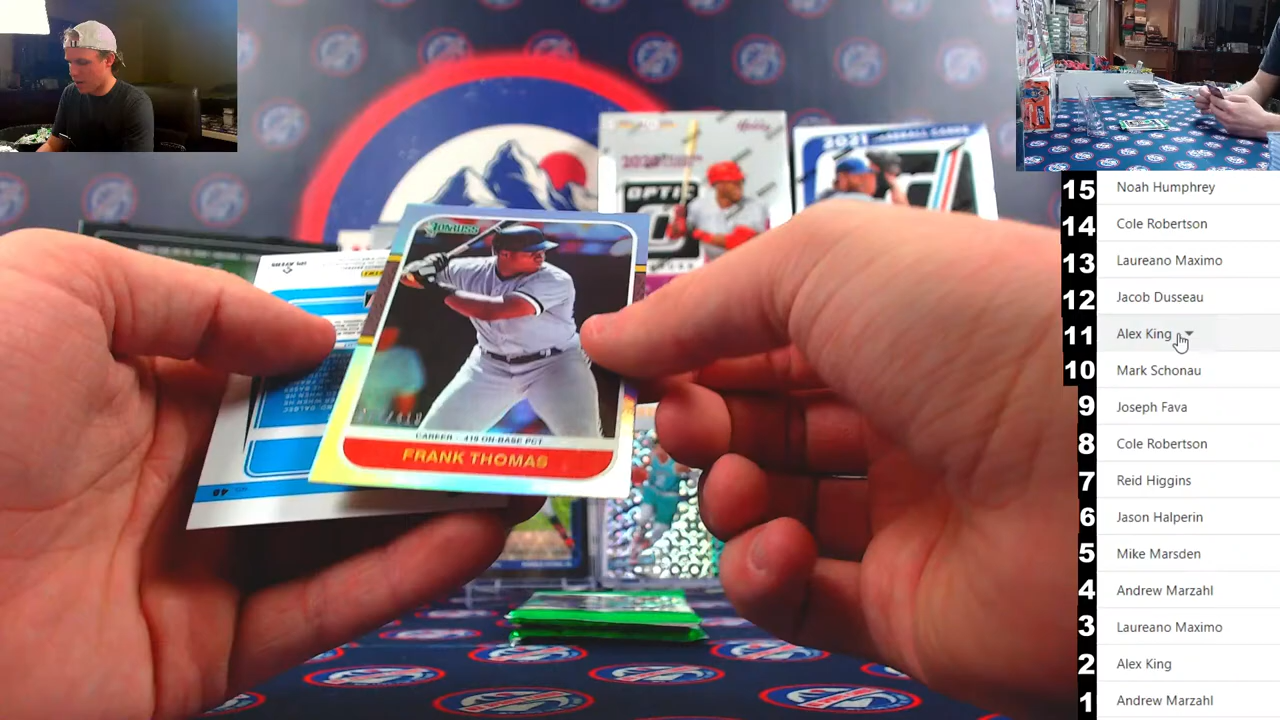 2021
OPTIC
DONRUSS
CAREER - .419 ON-BASE PCT
FRANK THOMAS
48
15 Noah Humphrey
14 Cole Robertson
13 Laureano Maximo
12 Jacob Dusseau
11 Alex King
10 Mark Schonau
9 Joseph Fava
8 Cole Robertson
7 Reid Higgins
6 Jason Halperin
5 Mike Marsden
4 Andrew Marzahl
3 Laureano Maximo
2 Alex King
1 Andrew Marzahl